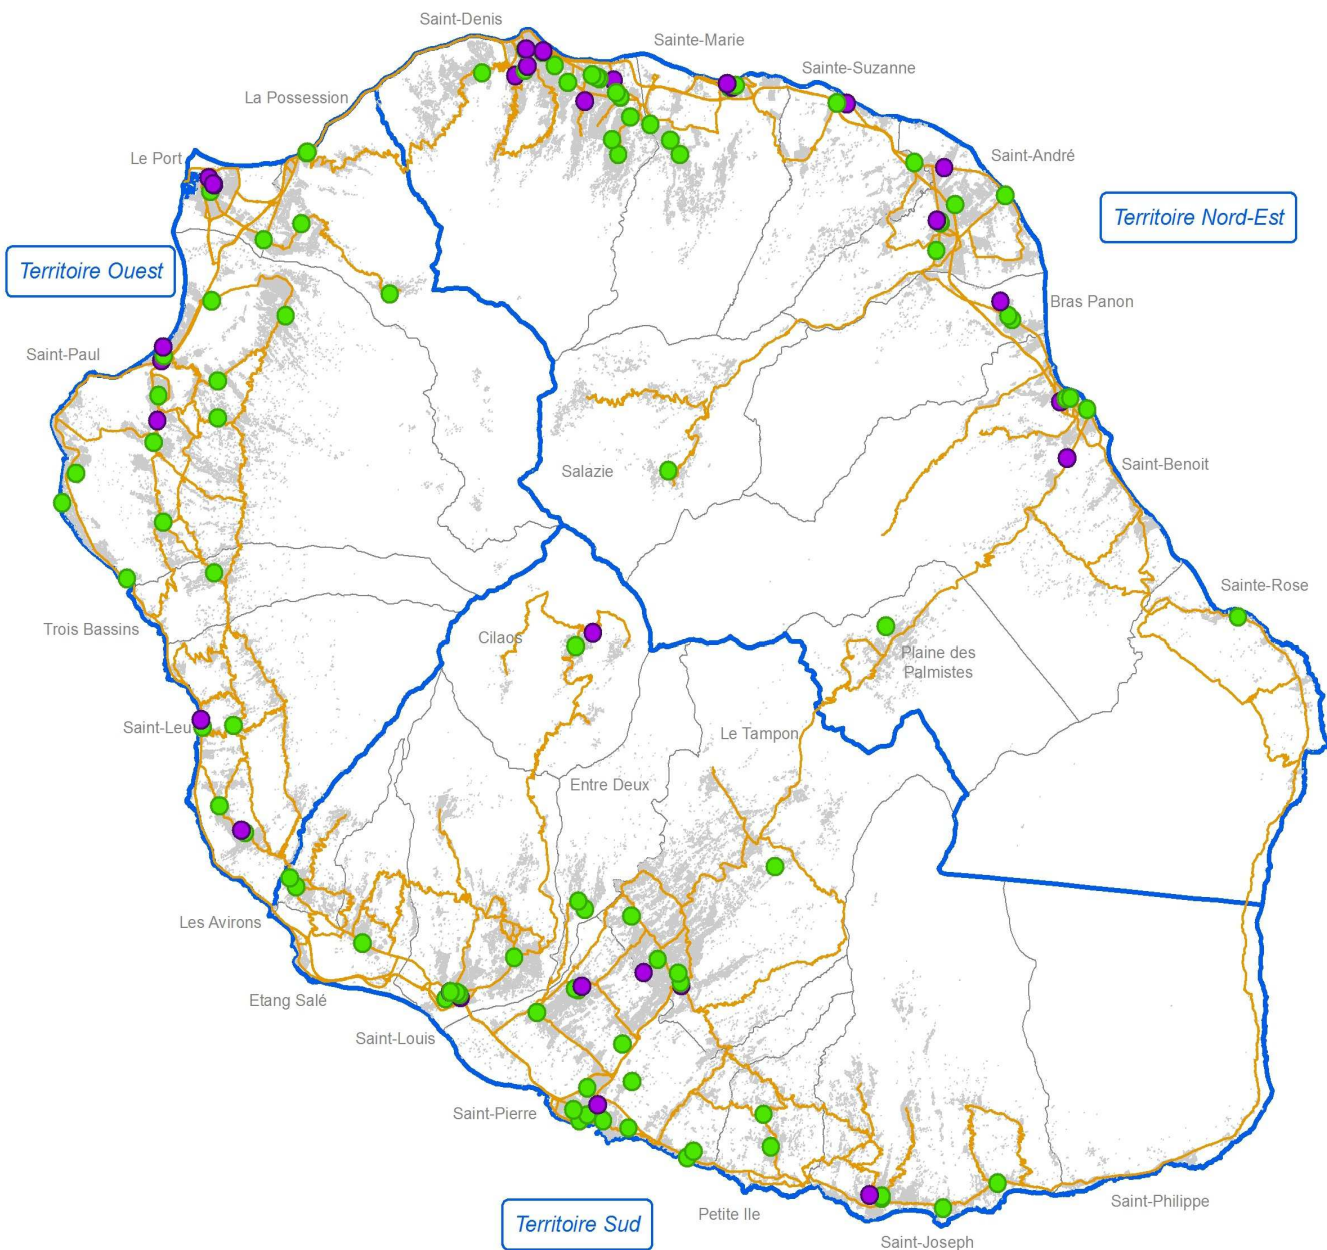 Saint-Denis
Sainte-Marie
Sainte-Suzanne
La Possession
Le Port
Saint-André
Territoire Nord-Est
Territoire Ouest
Bras Panon
Saint-Paul
Salazie
Saint-Benoit
Sainte-Rose
Trois Bassins
Cilaos
Plaine des
Palmistes
Saint-Leu
Le Tampon
Entre Deux
Les Avirons
Etang Salé
Saint-Louis
Saint-Pierre
Saint-Philippe
Petite Ile
Territoire Sud
Saint-Joseph